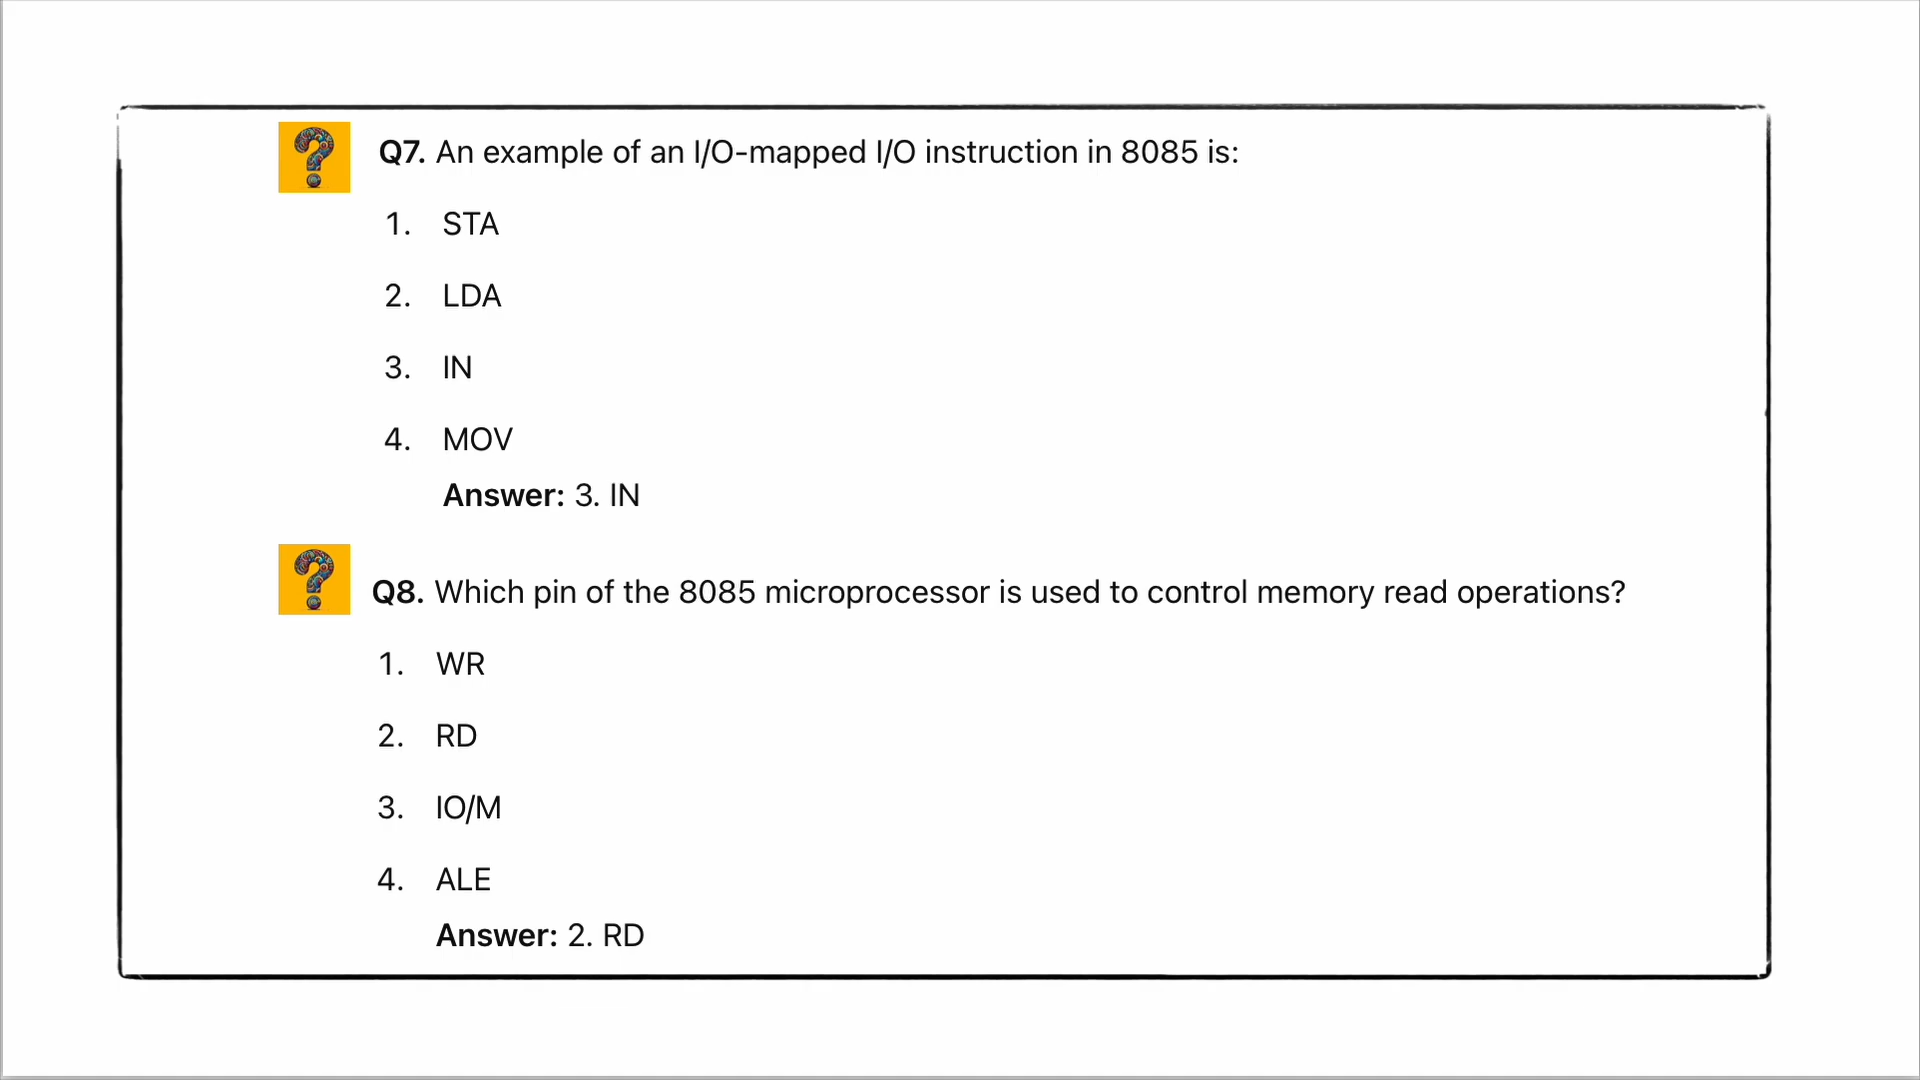 Q7. An example of an I/O-mapped I/O instruction in 8085 is:
1. STA
2. LDA
3. IN
4. MOV
Answer: 3. IN
Q8. Which pin of the 8085 microprocessor is used to control memory read operations?
1. WR
2. RD
3. IO/M
4. ALE
Answer: 2. RD